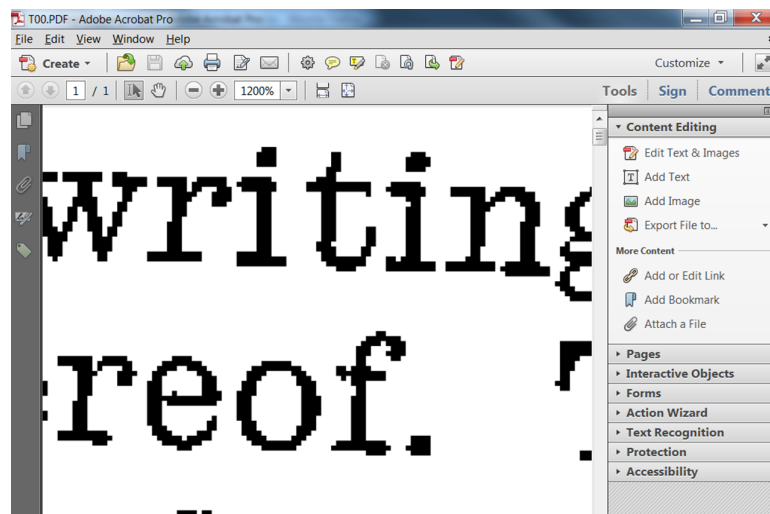 T00.PDF - Adobe Acrobat Pro
File Edit View Window Help
Create Customize
1 / 1 1200% Tools Sign Comment
Content Editing
Edit Text & Images
Add Text
Add Image
Export File to...
More Content
Add or Edit Link
Add Bookmark
Attach a File
Pages
Interactive Objects
Forms
Action Wizard
Text Recognition
Protection
Accessibility
writing
ereof.